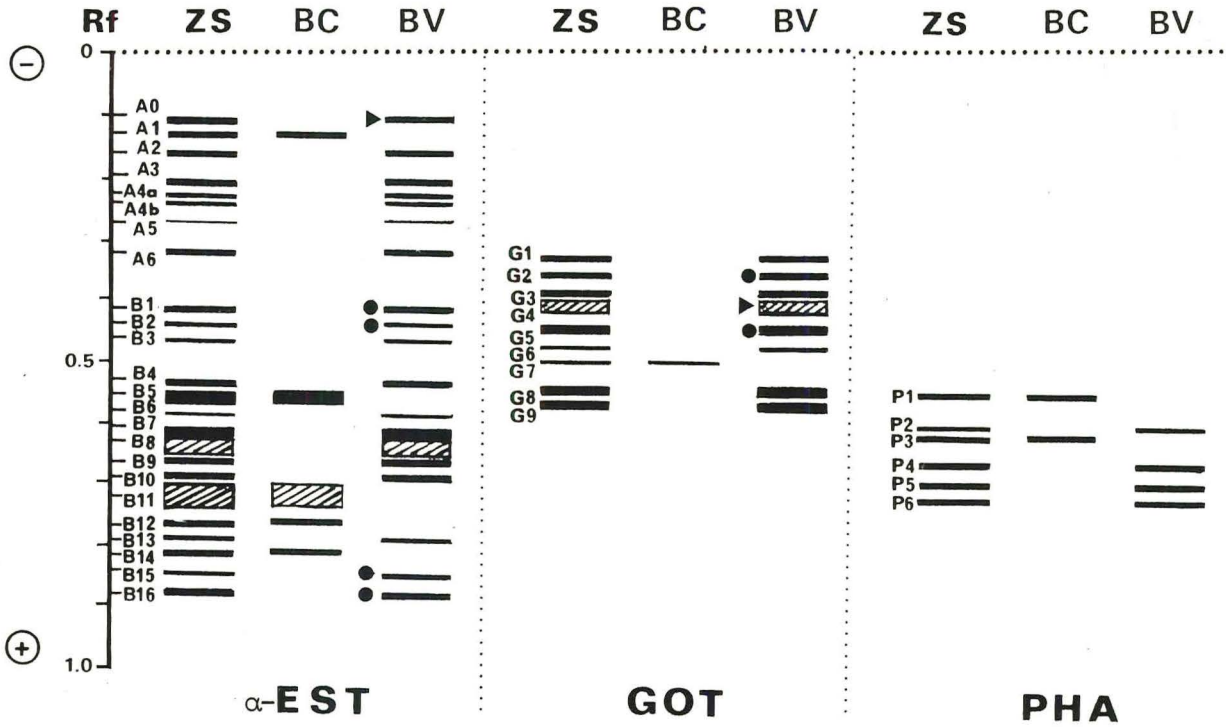 Rf ZS BC BV ZS BC BV ZS BC BV
0
−
A0
A1
A2
A3
A4a
A4b
A5
A6
B1
B2
B3
0.5
B4
B5
B6
B7
B8
B9
B10
B11
B12
B13
B14
B15
B16
+
1.0
G1
G2
G3
G4
G5
G6
G7
G8
G9
P1
P2
P3
P4
P5
P6
α-EST GOT PHA